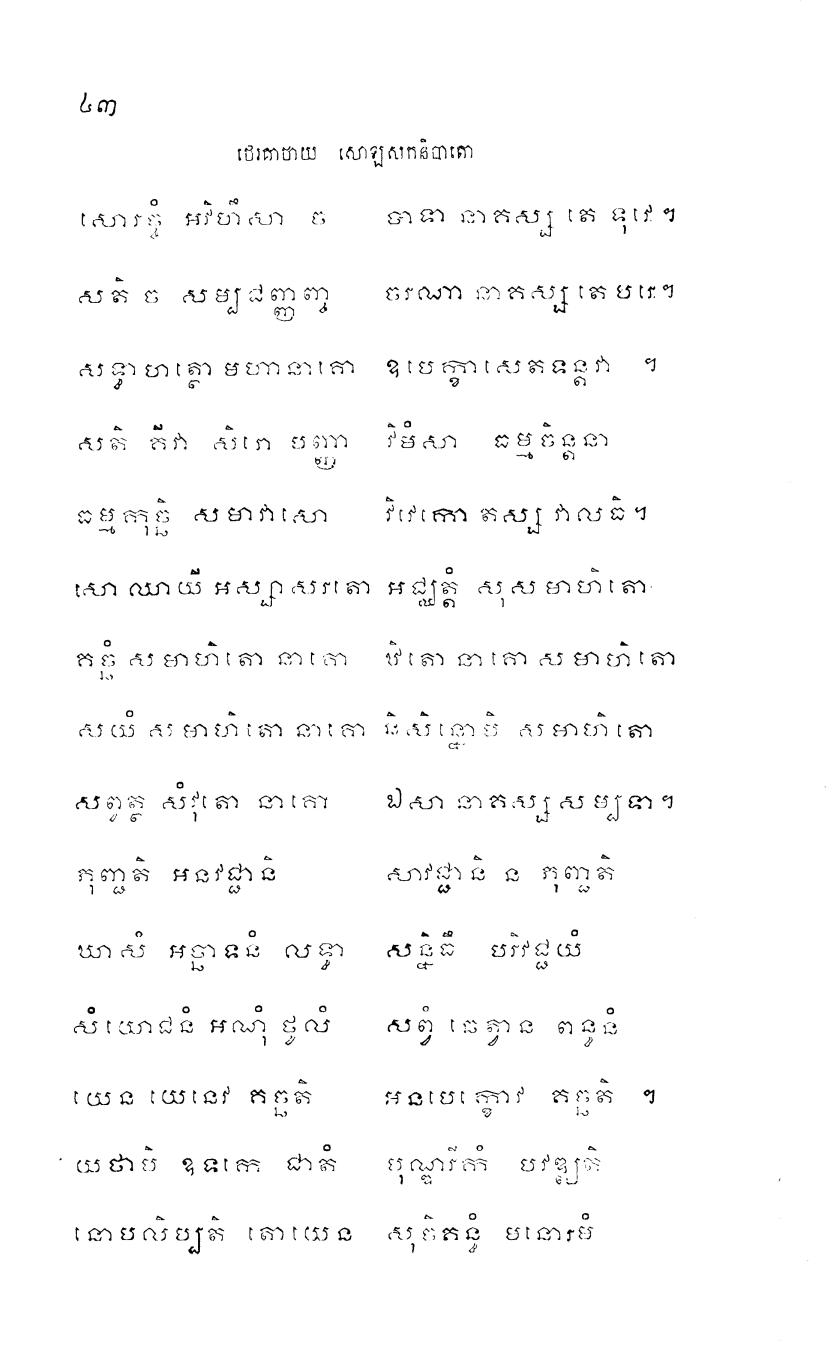 ៤៣
ថេរគាថាយ សោឡសកនិបាតោ
សោរច្ចំ អវិហឹសា ច បាទា នាគស្ស តេ ទុវេ។
សតិ ច សម្បជញ្ញញ្ច ចរណា នាគស្ស តេ បរេ។
សទ្ធាហត្ថោ មហានាគោ ឧបេក្ខាសេតទន្តវា ។
សតិ គីវា សិរោ បញ្ញា វិមំសា ធម្មចិន្តនា
ធម្មកុច្ឆិ សមាវាសោ វិវេកោ តស្ស វាលធិ។
សោ ឈាយី អស្សាសរតោ អជ្ឈត្តំ សុសមាហិតោ
គច្ឆំ សមាហិតោ នាគោ ឋិតោ នាគោ សមាហិតោ
សយំ សមាហិតោ នាគោ និសិន្នោបិ សមាហិតោ
សពូត្ថ សំវុតោ នាគោ ឯសា នាគស្ស សម្បទា។
ភុញ្ជតិ អនវជ្ជានិ សាវជ្ជានិ ន ភុញ្ជតិ
ឃាសំ អច្ឆាទនំ លទ្ធា សន្និធឹ បរិវជ្ជយំ
សំយោជនំ អណុំ ថូលំ សព្វំ ឆេត្វាន ពន្ធនំ
យេន យេនេវ គច្ឆតិ អនបេក្ខោវ គច្ឆតិ ។
យថាបិ ឧទកេ ជាតំ បុណ្ឌរីកំ បវឌ្ឍតិ
នោបលិប្បតិ តោយេន សុចិគន្ធំ មនោរមំ